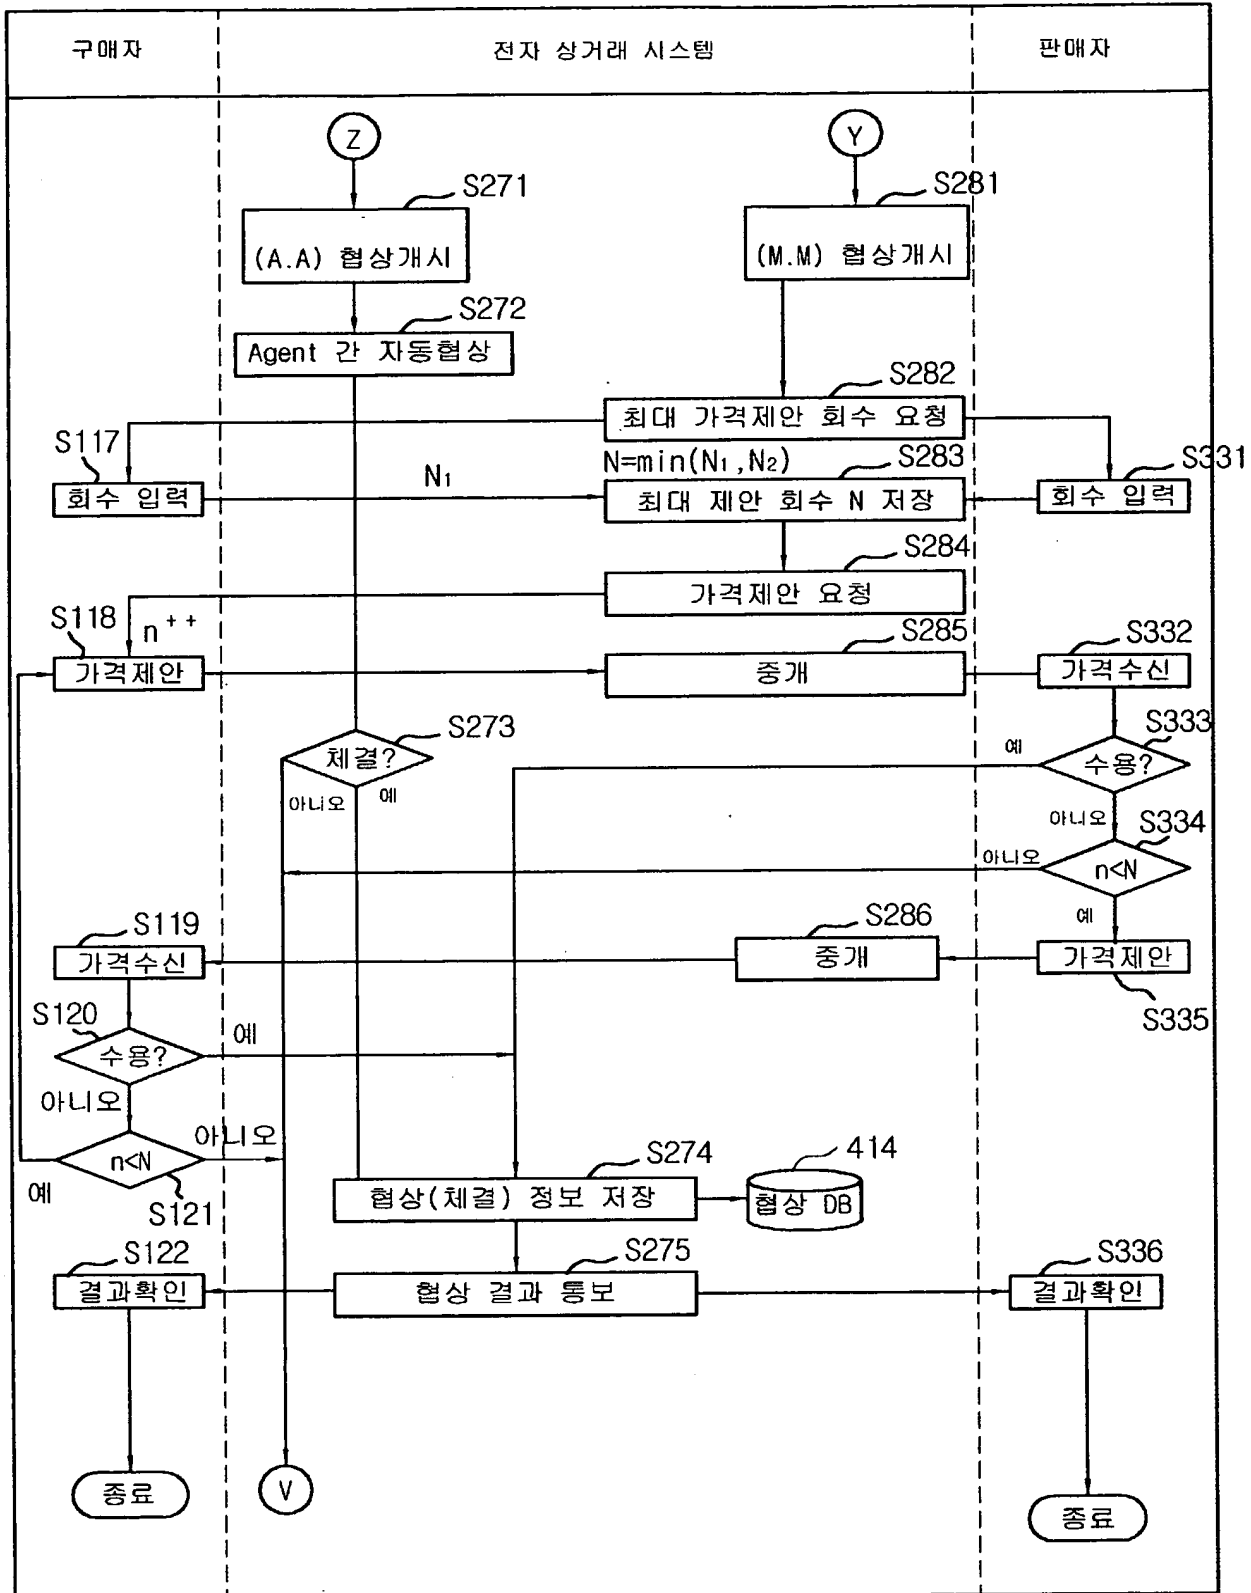 구매자 전자 상거래 시스템 판매자
Z Y
S271 S281
(A.A) 협상개시 (M.M) 협상개시
S272
Agent 간 자동협상
S282
최대 가격제안 회수 요청
S117 N=min(N₁,N₂) S283 S331
회수 입력 N₁ 최대 제안 회수 N 저장 회수 입력
S284
가격제안 요청
S118 n⁺⁺ S285 S332
가격제안 중개 가격수신
S273 S333
체결? 예 수용?
아니오 예 아니오 S334
아니오 n<N
예
S119 S286
가격수신 중개 가격제안
S120 S335
수용? 예
아니오 아니오
n<N S274 414
예 협상(체결) 정보 저장 협상 DB
S121
S122 S275 S336
결과확인 협상 결과 통보 결과확인
종료 V 종료